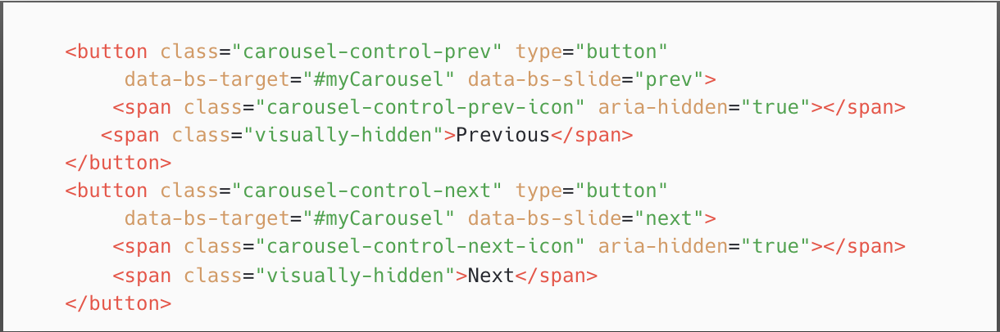 <button class="carousel-control-prev" type="button"
     data-bs-target="#myCarousel" data-bs-slide="prev">
    <span class="carousel-control-prev-icon" aria-hidden="true"></span>
   <span class="visually-hidden">Previous</span>
</button>
<button class="carousel-control-next" type="button"
     data-bs-target="#myCarousel" data-bs-slide="next">
    <span class="carousel-control-next-icon" aria-hidden="true"></span>
    <span class="visually-hidden">Next</span>
</button>